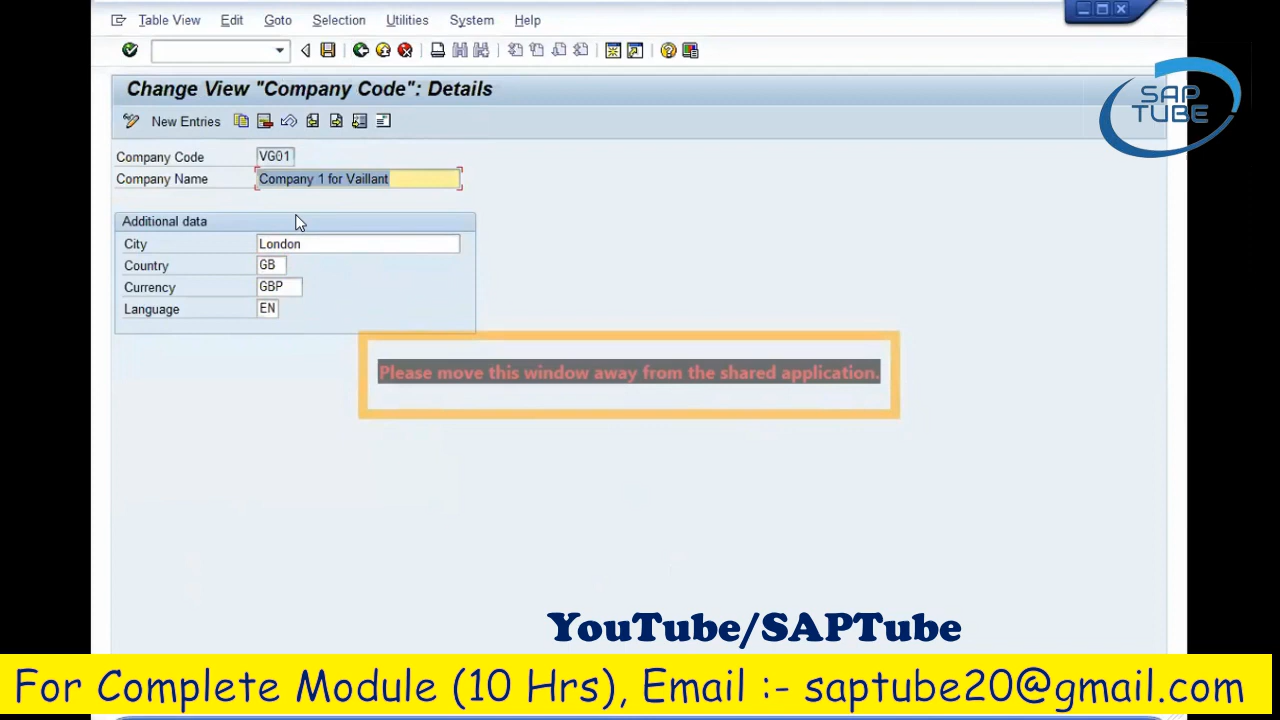 Table View Edit Goto Selection Utilities System Help
Change View "Company Code": Details
SAP
TUBE
New Entries
Company Code VG01
Company Name Company 1 for Vaillant
Additional data
City London
Country GB
Currency GBP
Language EN
Please move this window away from the shared application.
YouTube/SAPTube
For Complete Module (10 Hrs), Email :- saptube20@gmail.com